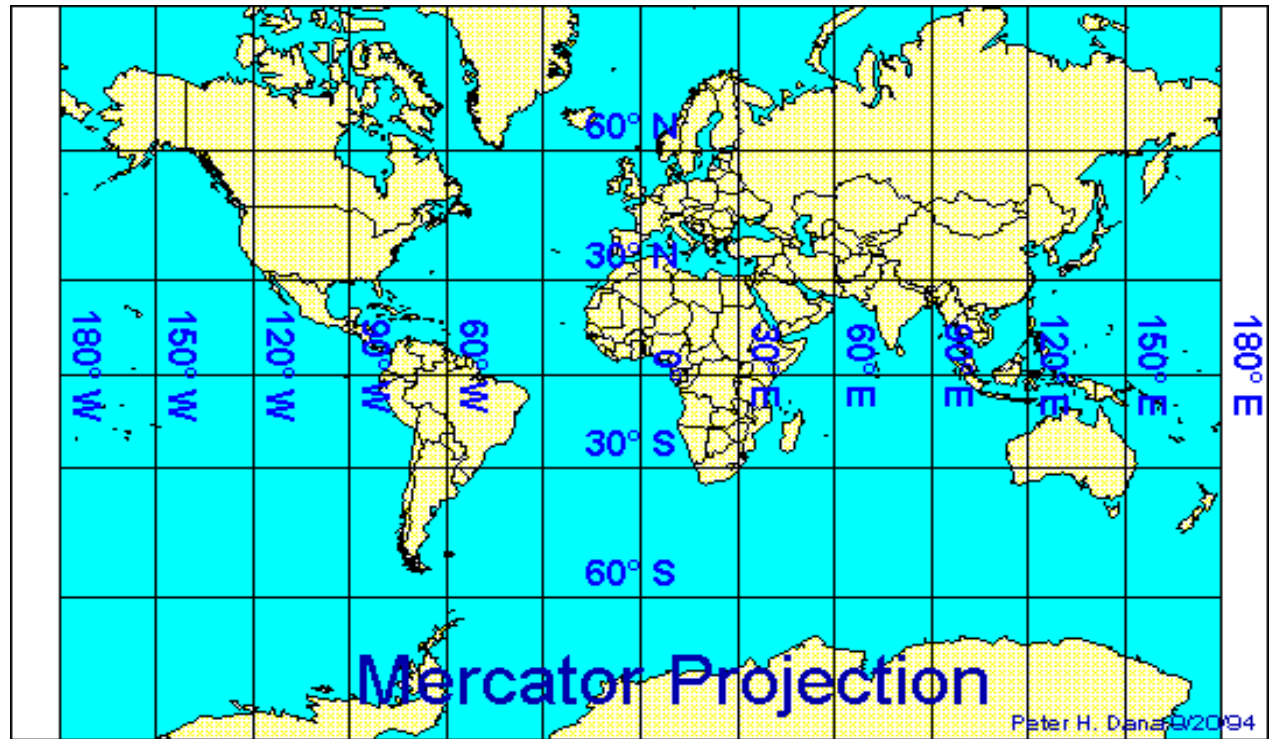 60° N
30° N
180° W
150° W
120° W
90° W
60° W
0°
30° E
60° E
90° E
120° E
150° E
180° E
30° S
60° S
Mercator Projection
Peter H. Dana 9/20/94